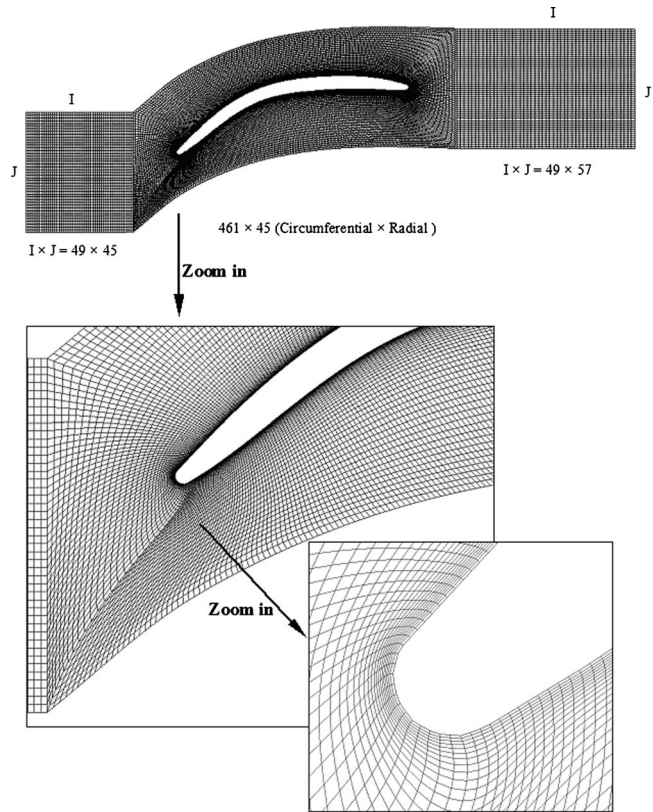 I
I
J
J
I × J = 49 × 57
461 × 45 (Circumferential × Radial )
I × J = 49 × 45
Zoom in
Zoom in